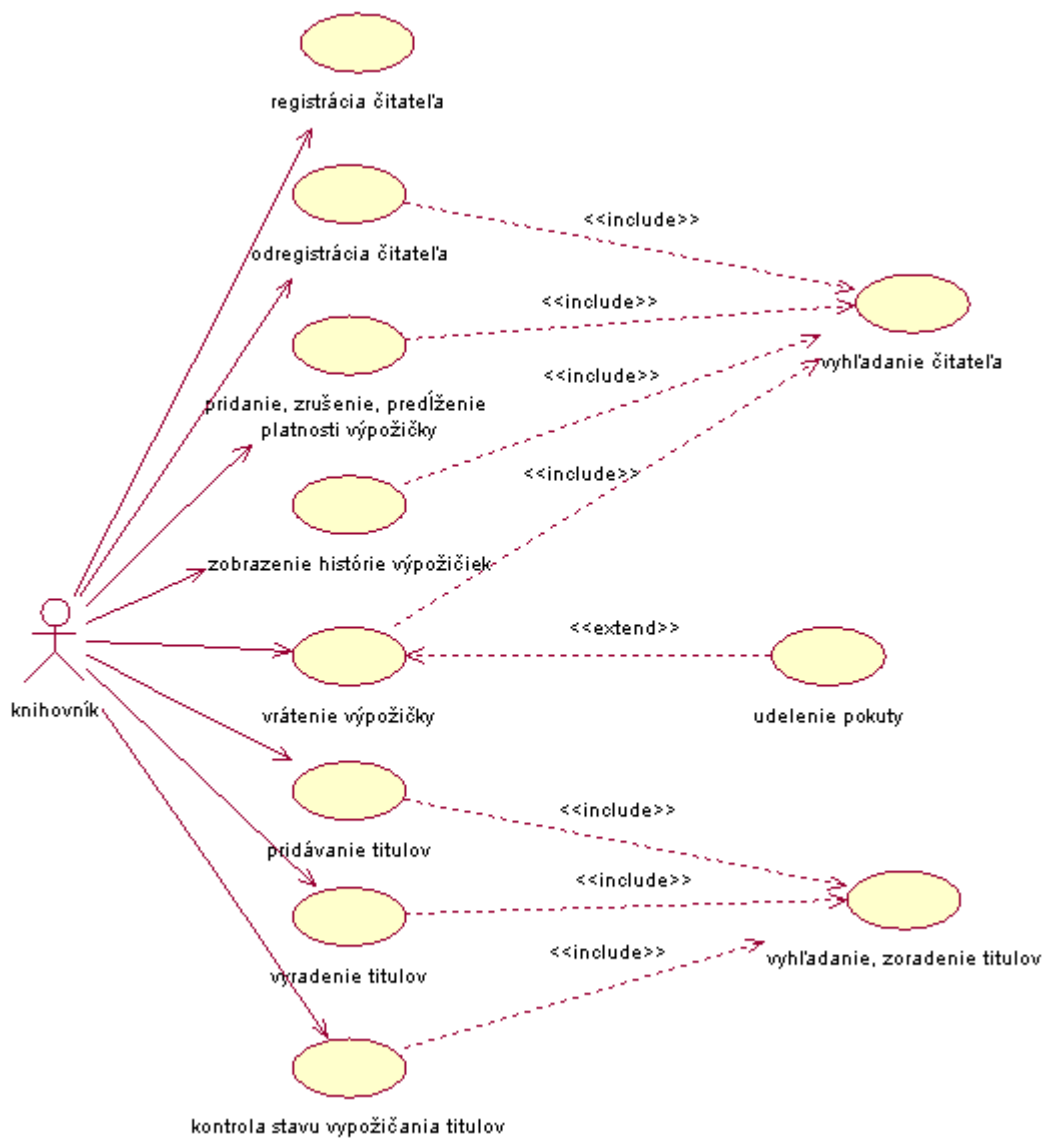 registrácia čitateľa
<<include>>
odregistrácia čitateľa
<<include>>
vyhľadanie čitateľa
<<include>>
pridanie, zrušenie, predĺženie
platnosti výpožičky
<<include>>
zobrazenie histórie výpožičiek
<<extend>>
knihovník
vrátenie výpožičky
udelenie pokuty
<<include>>
pridávanie titulov
<<include>>
<<include>>
vyhľadanie, zoradenie titulov
vyradenie titulov
kontrola stavu vypožičania titulov